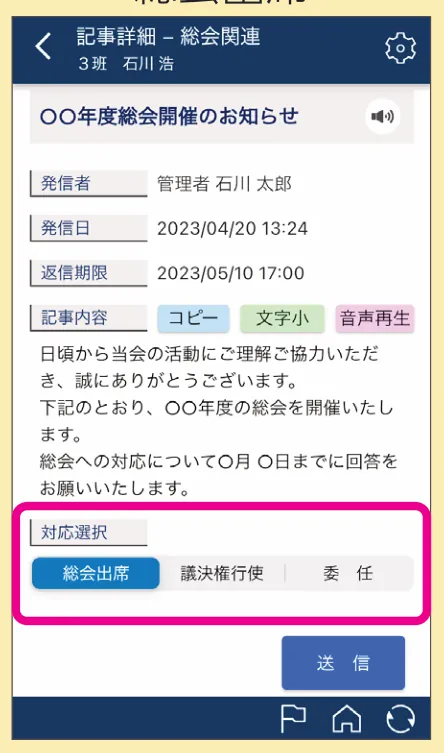 記事詳細 – 総会関連
３班　石川 浩
〇〇年度総会開催のお知らせ
発信者 管理者 石川 太郎
発信日 2023/04/20 13:24
返信期限 2023/05/10 17:00
記事内容 コピー 文字小 音声再生
日頃から当会の活動にご理解ご協力いただ
き、誠にありがとうございます。
下記のとおり、〇〇年度の総会を開催いたし
ます。
総会への対応について〇月 〇日までに回答を
お願いいたします。
対応選択
総会出席 議決権行使 委　任
送　信